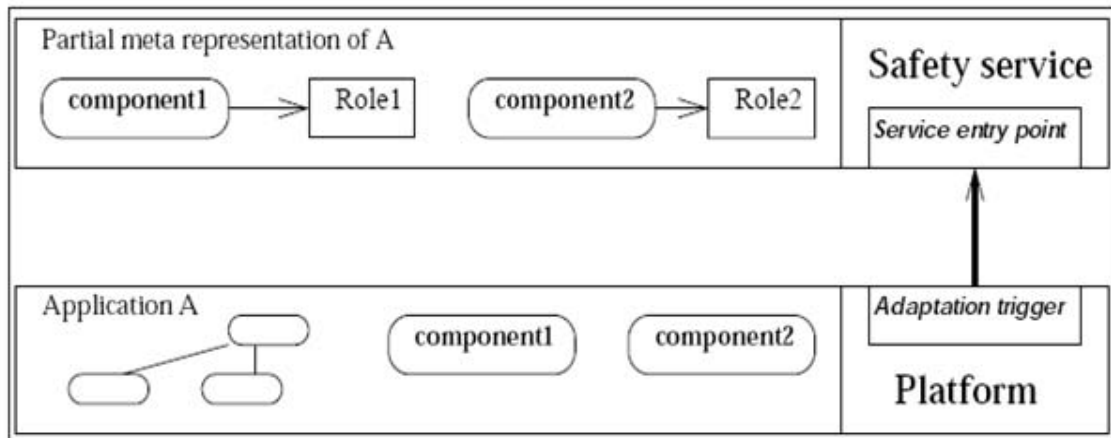 Partial meta representation of A
component1
Role1
component2
Role2
Safety service
Service entry point
Application A
component1
component2
Adaptation trigger
Platform